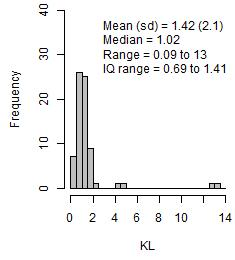 Mean (sd) = 1.42 (2.1)
Median = 1.02
Range = 0.09 to 13
IQ range = 0.69 to 1.41
Frequency
40
30
20
10
0
0 2 4 6 8 10 14
KL